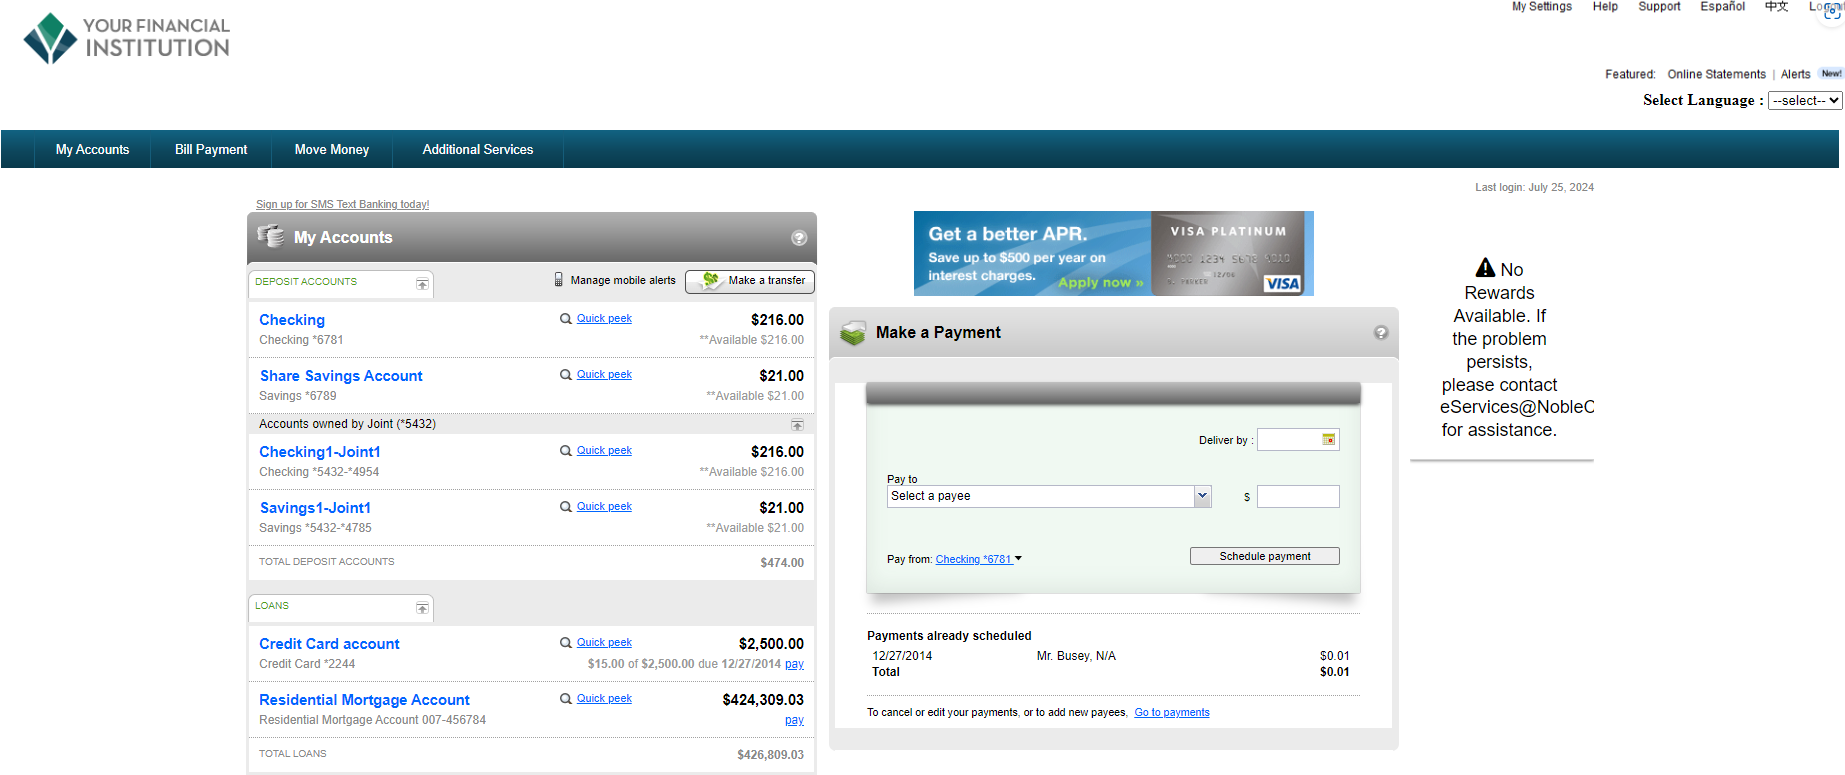 My Settings Help Support Español 中文
YOUR FINANCIAL
INSTITUTION
Featured: Online Statements | Alerts New!
Select Language : --select--
My Accounts Bill Payment Move Money Additional Services
Last login: July 25, 2024
Sign up for SMS Text Banking today!
My Accounts
DEPOSIT ACCOUNTS
Manage mobile alerts Make a transfer
Checking Quick peek $216.00
Checking *6781 **Available $216.00
Share Savings Account Quick peek $21.00
Savings *6789 **Available $21.00
Accounts owned by Joint (*5432)
Checking1-Joint1 Quick peek $216.00
Checking *5432-*4954 **Available $216.00
Savings1-Joint1 Quick peek $21.00
Savings *5432-*4785 **Available $21.00
TOTAL DEPOSIT ACCOUNTS $474.00
LOANS
Credit Card account Quick peek $2,500.00
Credit Card *2244 $15.00 of $2,500.00 due 12/27/2014 pay
Residential Mortgage Account Quick peek $424,309.03
Residential Mortgage Account 007-456784 pay
TOTAL LOANS $426,809.03
Get a better APR.
Save up to $500 per year on
interest charges.
Apply now »
VISA PLATINUM
12/06
VISA
Make a Payment
Deliver by :
Pay to
Select a payee $
Pay from: Checking *6781 Schedule payment
Payments already scheduled
12/27/2014 Mr. Busey, N/A $0.01
Total $0.01
To cancel or edit your payments, or to add new payees, Go to payments
No
Rewards
Available. If
the problem
persists,
please contact
eServices@NobleC
for assistance.